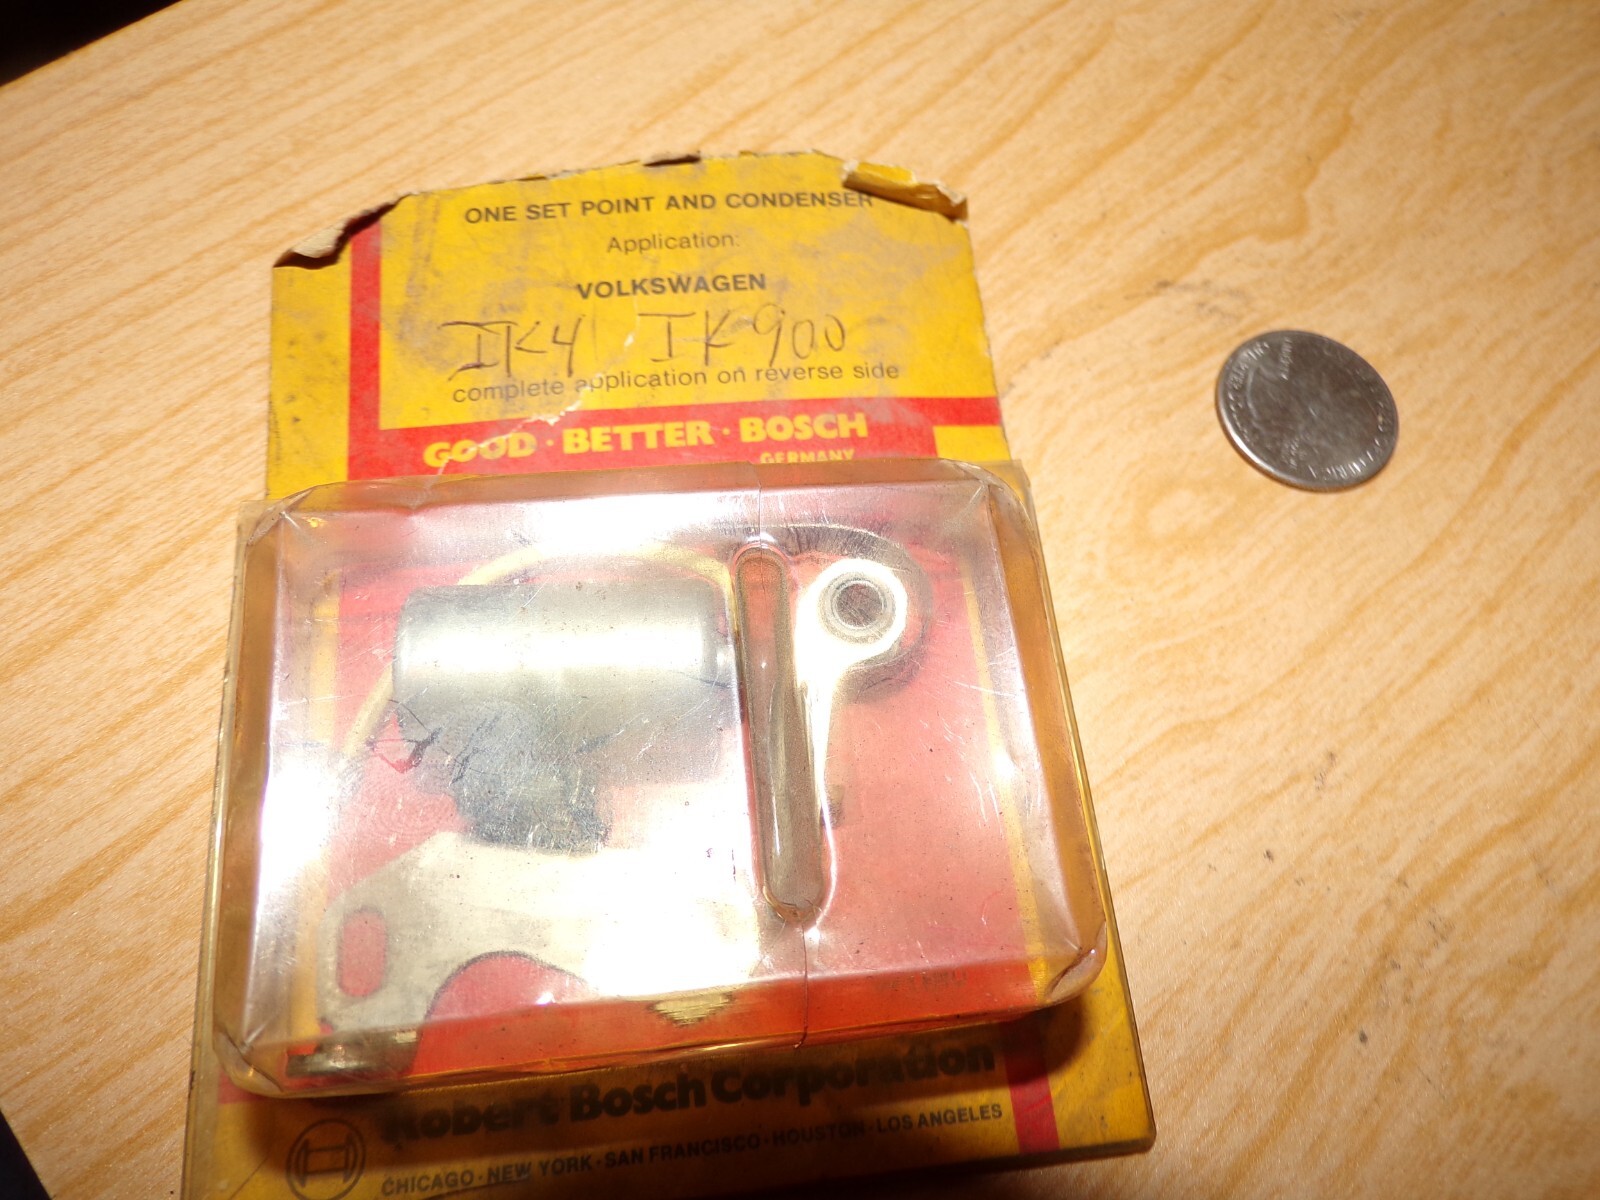 ONE SET POINT AND CONDENSER
Application:
VOLKSWAGEN
IK4 IK900
complete application on reverse side
GOOD · BETTER · BOSCH
GERMANY
Robert Bosch Corporation
CHICAGO · NEW YORK · SAN FRANCISCO · HOUSTON · LOS ANGELES